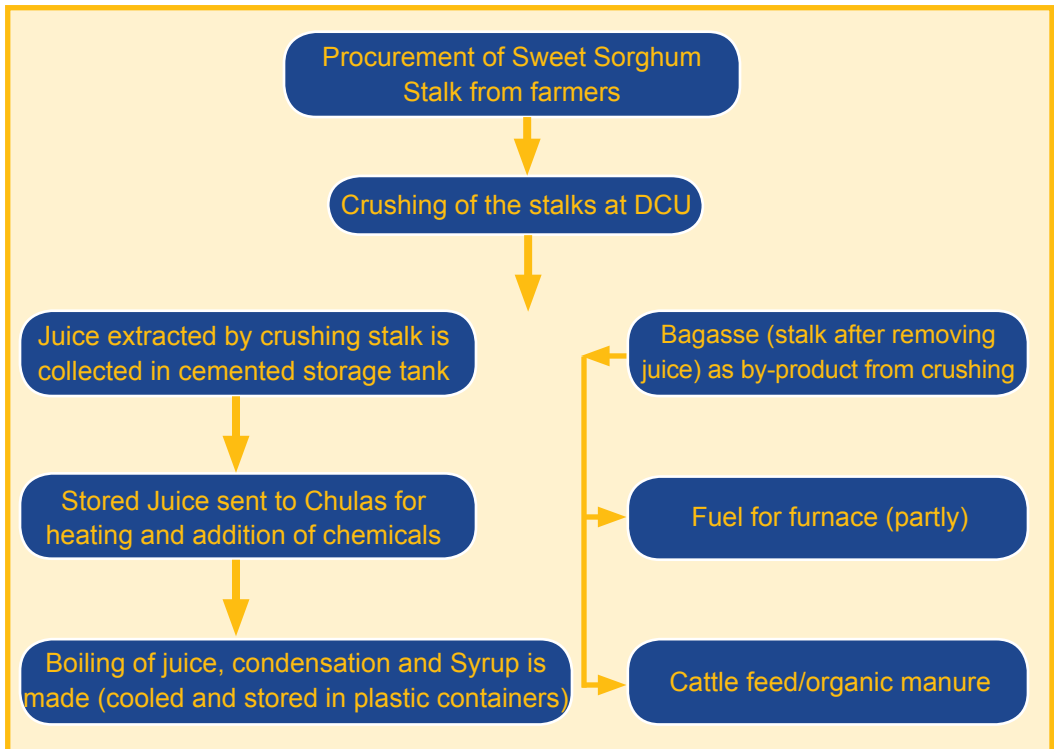 Procurement of Sweet Sorghum
Stalk from farmers
Crushing of the stalks at DCU
Juice extracted by crushing stalk is
collected in cemented storage tank
Stored Juice sent to Chulas for
heating and addition of chemicals
Boiling of juice, condensation and Syrup is
made (cooled and stored in plastic containers)
Bagasse (stalk after removing
juice) as by-product from crushing
Fuel for furnace (partly)
Cattle feed/organic manure